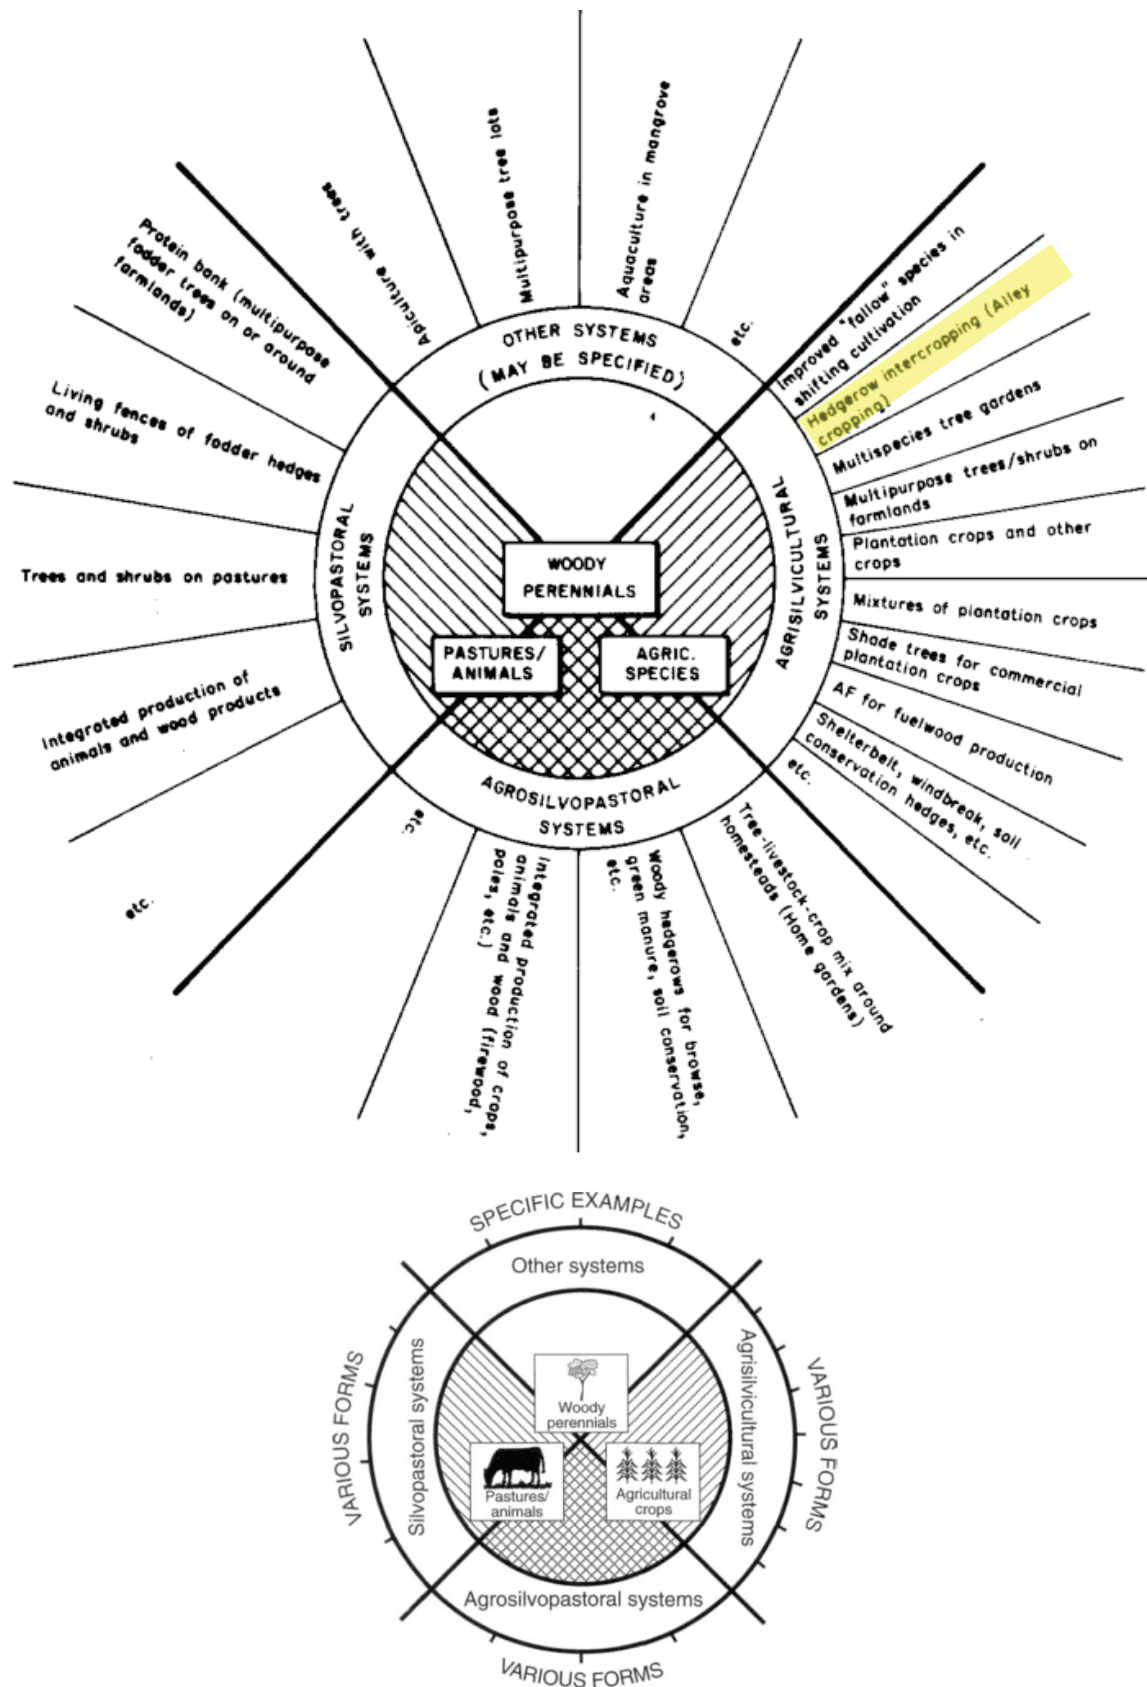 Apiculture with trees
Multipurpose tree lots
Aquaculture in mangrove
areas
etc.
OTHER SYSTEMS
(MAY BE SPECIFIED)
Improved "fallow" species in
shifting cultivation
Hedgerow intercropping (Alley
cropping)
Multispecies tree gardens
Multipurpose trees/shrubs on
farmlands
Plantation crops and other
crops
Mixtures of plantation crops
Shade trees for commercial
plantation crops
AF for fuelwood production
Shelterbelt, windbreak, soil
conservation hedges, etc.
etc.
AGRISILVICULTURAL
SYSTEMS
Protein bank (multipurpose
fodder trees on or around
farmlands)
Living fences of fodder hedges
and shrubs
Trees and shrubs on pastures
Integrated production of
animals and wood products
etc.
SILVOPASTORAL
SYSTEMS
WOODY
PERENNIALS
PASTURES/
ANIMALS
AGRIC.
SPECIES
AGROSILVOPASTORAL
SYSTEMS
etc.
Integrated production of crops,
animals and wood (firewood,
poles, etc.)
Woody hedgerows for browse,
green manure, soil conservation,
etc.
Tree-livestock-crop mix around
homesteads (Home gardens)
SPECIFIC EXAMPLES
Other systems
VARIOUS FORMS
Silvopastoral systems
Woody
perennials
Pastures/
animals
Agricultural
crops
Agrisilvicultural systems
VARIOUS FORMS
Agrosilvopastoral systems
VARIOUS FORMS